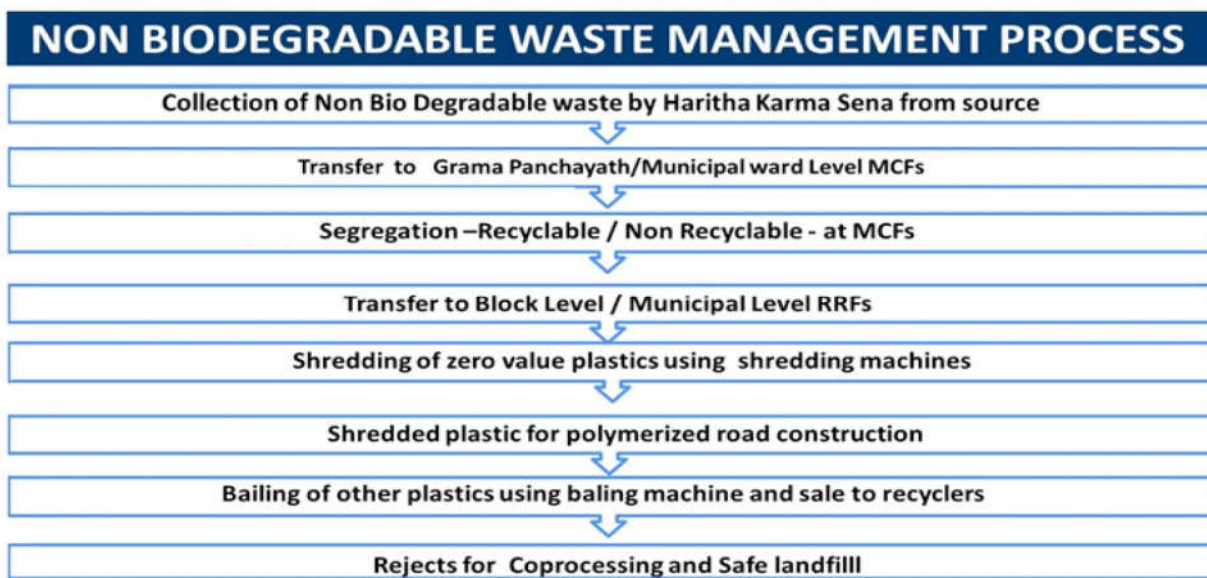 NON BIODEGRADABLE WASTE MANAGEMENT PROCESS
Collection of Non Bio Degradable waste by Haritha Karma Sena from source
Transfer to Grama Panchayath/Municipal ward Level MCFs
Segregation –Recyclable / Non Recyclable - at MCFs
Transfer to Block Level / Municipal Level RRFs
Shredding of zero value plastics using shredding machines
Shredded plastic for polymerized road construction
Bailing of other plastics using baling machine and sale to recyclers
Rejects for Coprocessing and Safe landfilll